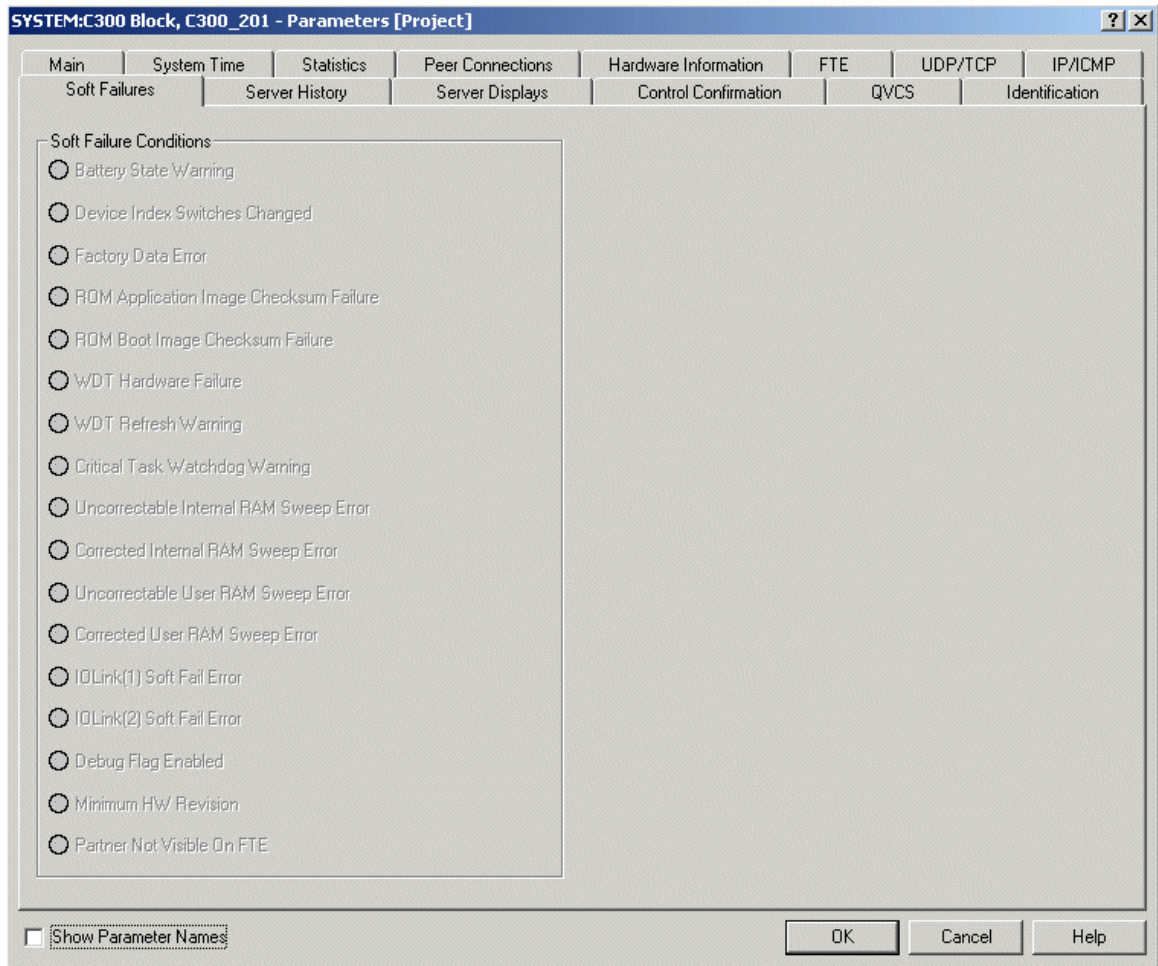 SYSTEM:C300 Block, C300_201 - Parameters [Project]
Main System Time Statistics Peer Connections Hardware Information FTE UDP/TCP IP/ICMP
Soft Failures Server History Server Displays Control Confirmation QVCS Identification
Soft Failure Conditions
Battery State Warning
Device Index Switches Changed
Factory Data Error
ROM Application Image Checksum Failure
ROM Boot Image Checksum Failure
WDT Hardware Failure
WDT Refresh Warning
Critical Task Watchdog Warning
Uncorrectable Internal RAM Sweep Error
Corrected Internal RAM Sweep Error
Uncorrectable User RAM Sweep Error
Corrected User RAM Sweep Error
IOLink(1) Soft Fail Error
IOLink(2) Soft Fail Error
Debug Flag Enabled
Minimum HW Revision
Partner Not Visible On FTE
Show Parameter Names OK Cancel Help